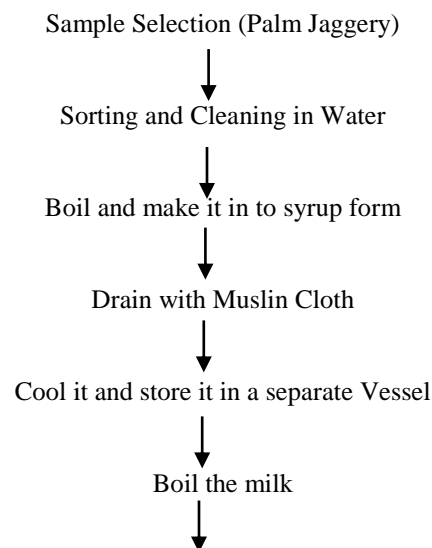 Sample Selection (Palm Jaggery)
Sorting and Cleaning in Water
Boil and make it in to syrup form
Drain with Muslin Cloth
Cool it and store it in a separate Vessel
Boil the milk